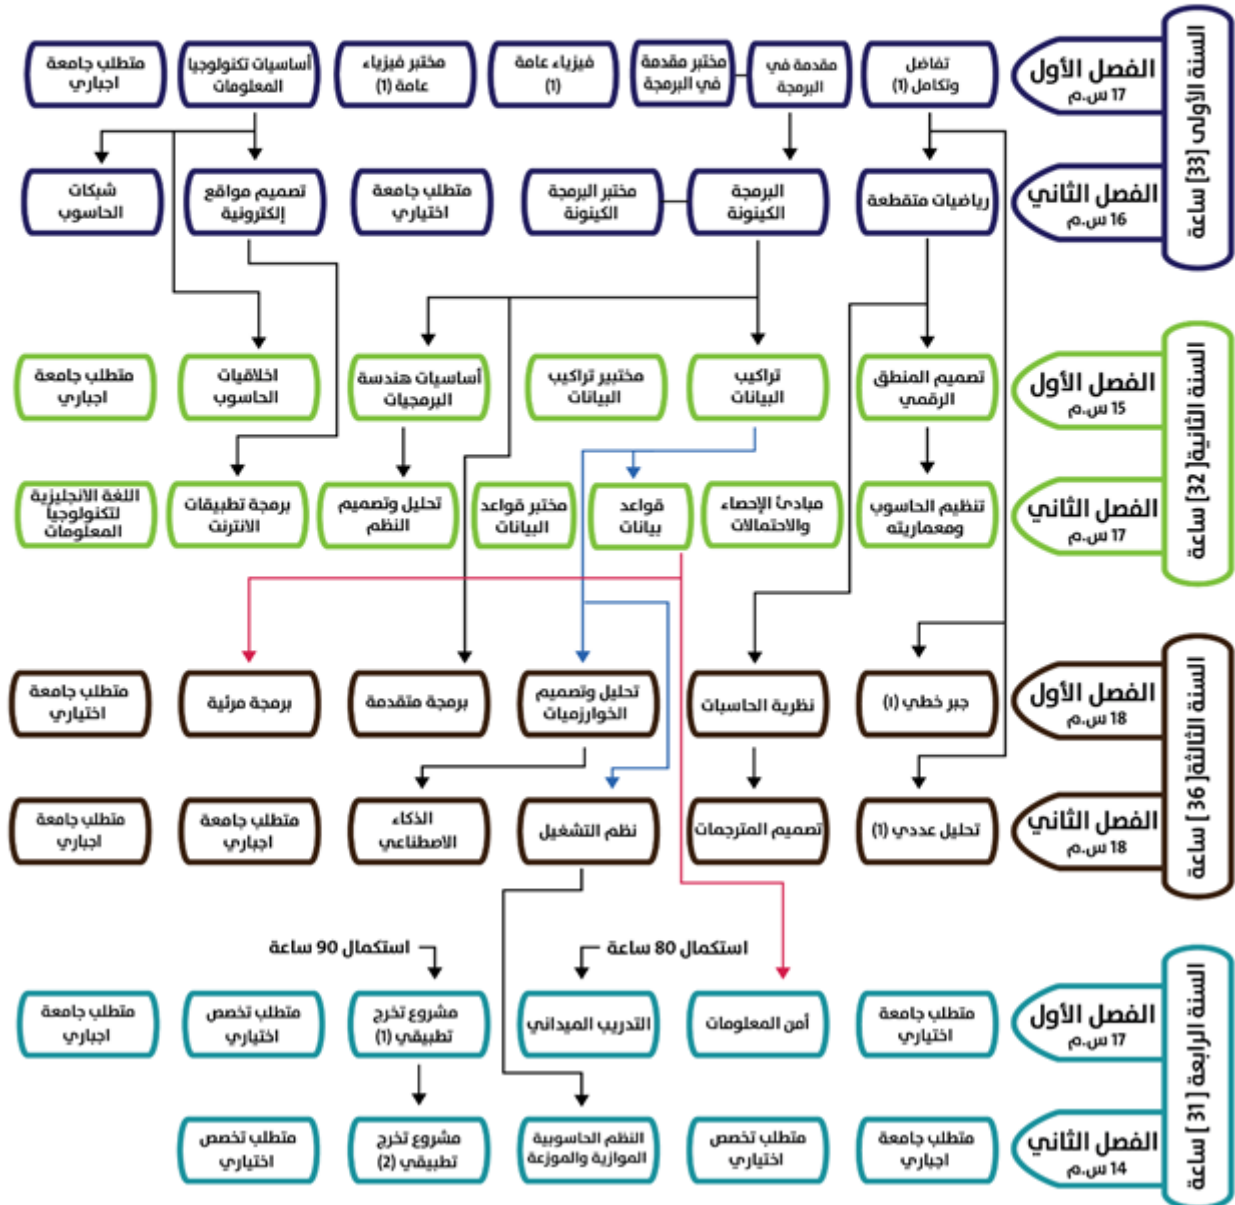 السنة الأولى [33] ساعة
الفصل الأول
17 س.م
تفاضل
وتكامل (1)
مقدمة في
البرمجة
مختبر مقدمة
في البرمجة
فيزياء عامة
(1)
مختبر فيزياء
عامة (1)
أساسيات تكنولوجيا
المعلومات
متطلب جامعة
اجباري
الفصل الثاني
16 س.م
رياضيات متقطعة
البرمجة
الكينونة
مختبر البرمجة
الكينونة
متطلب جامعة
اختياري
تصميم مواقع
إلكترونية
شبكات
الحاسوب
السنة الثانية [32] ساعة
الفصل الأول
15 س.م
تصميم المنطق
الرقمي
تراكيب
البيانات
مختبير تراكيب
البيانات
أساسيات هندسة
البرمجيات
اخلاقيات
الحاسوب
متطلب جامعة
اجباري
الفصل الثاني
17 س.م
تنظيم الحاسوب
ومعماريته
مبادئ الإحصاء
والاحتمالات
قواعد
بيانات
مختبر قواعد
البيانات
تحليل وتصميم
النظم
برمجة تطبيقات
الانترنت
اللغة الانجليزية
لتكنولوجيا
المعلومات
السنة الثالثة [36] ساعة
الفصل الأول
18 س.م
جبر خطي (١)
نظرية الحاسبات
تحليل وتصميم
الخوارزميات
برمجة متقدمة
برمجة مرئية
متطلب جامعة
اختياري
الفصل الثاني
18 س.م
تحليل عددي (1)
تصميم المترجمات
نظم التشغيل
الذكاء
الاصطناعي
متطلب جامعة
اجباري
متطلب جامعة
اجباري
السنة الرابعة [31] ساعة
استكمال 80 ساعة
استكمال 90 ساعة
الفصل الأول
17 س.م
متطلب جامعة
اختياري
أمن المعلومات
التدريب الميداني
مشروع تخرج
تطبيقي (1)
متطلب تخصص
اختياري
متطلب جامعة
اجباري
الفصل الثاني
14 س.م
متطلب جامعة
اجباري
متطلب تخصص
اختياري
النظم الحاسوبية
الموازية والموزعة
مشروع تخرج
تطبيقي (2)
متطلب تخصص
اختياري